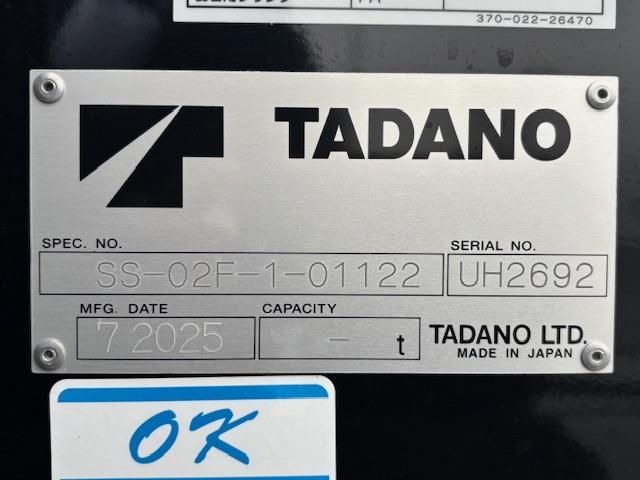 370-022-26470
TADANO
SPEC. NO.
SERIAL NO.
SS-02F-1-01122
UH2692
MFG. DATE
CAPACITY
7 2025
- t
TADANO LTD.
MADE IN JAPAN
OK